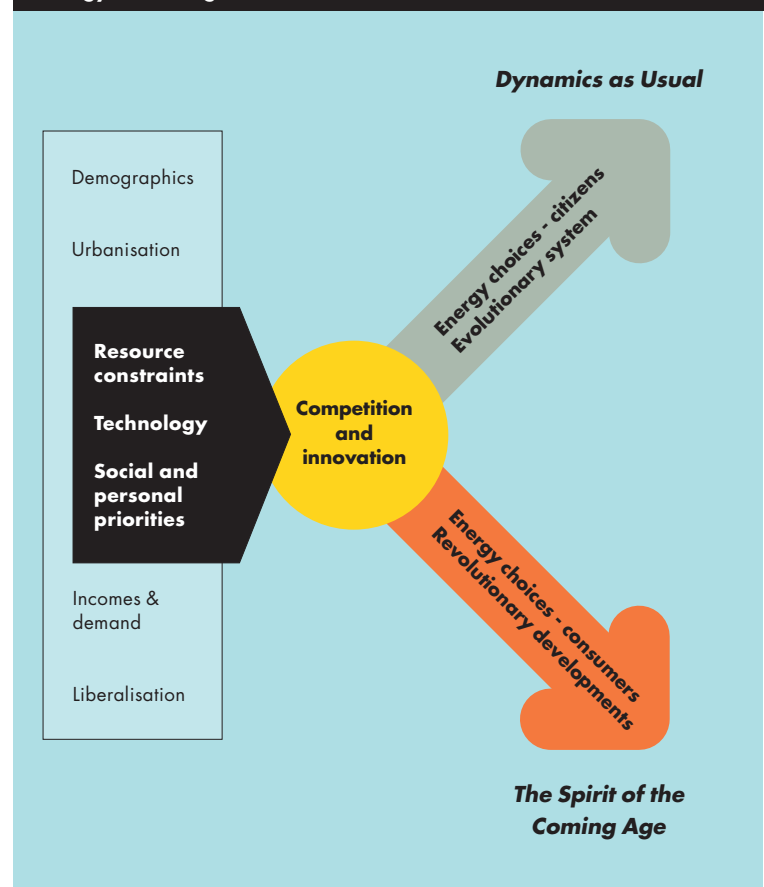 Dynamics as Usual
Demographics
Urbanisation
Resource
constraints
Technology
Social and
personal
priorities
Incomes &
demand
Liberalisation
Competition
and
innovation
Energy choices - citizens
Evolutionary system
Energy choices - consumers
Revolutionary developments
The Spirit of the
Coming Age